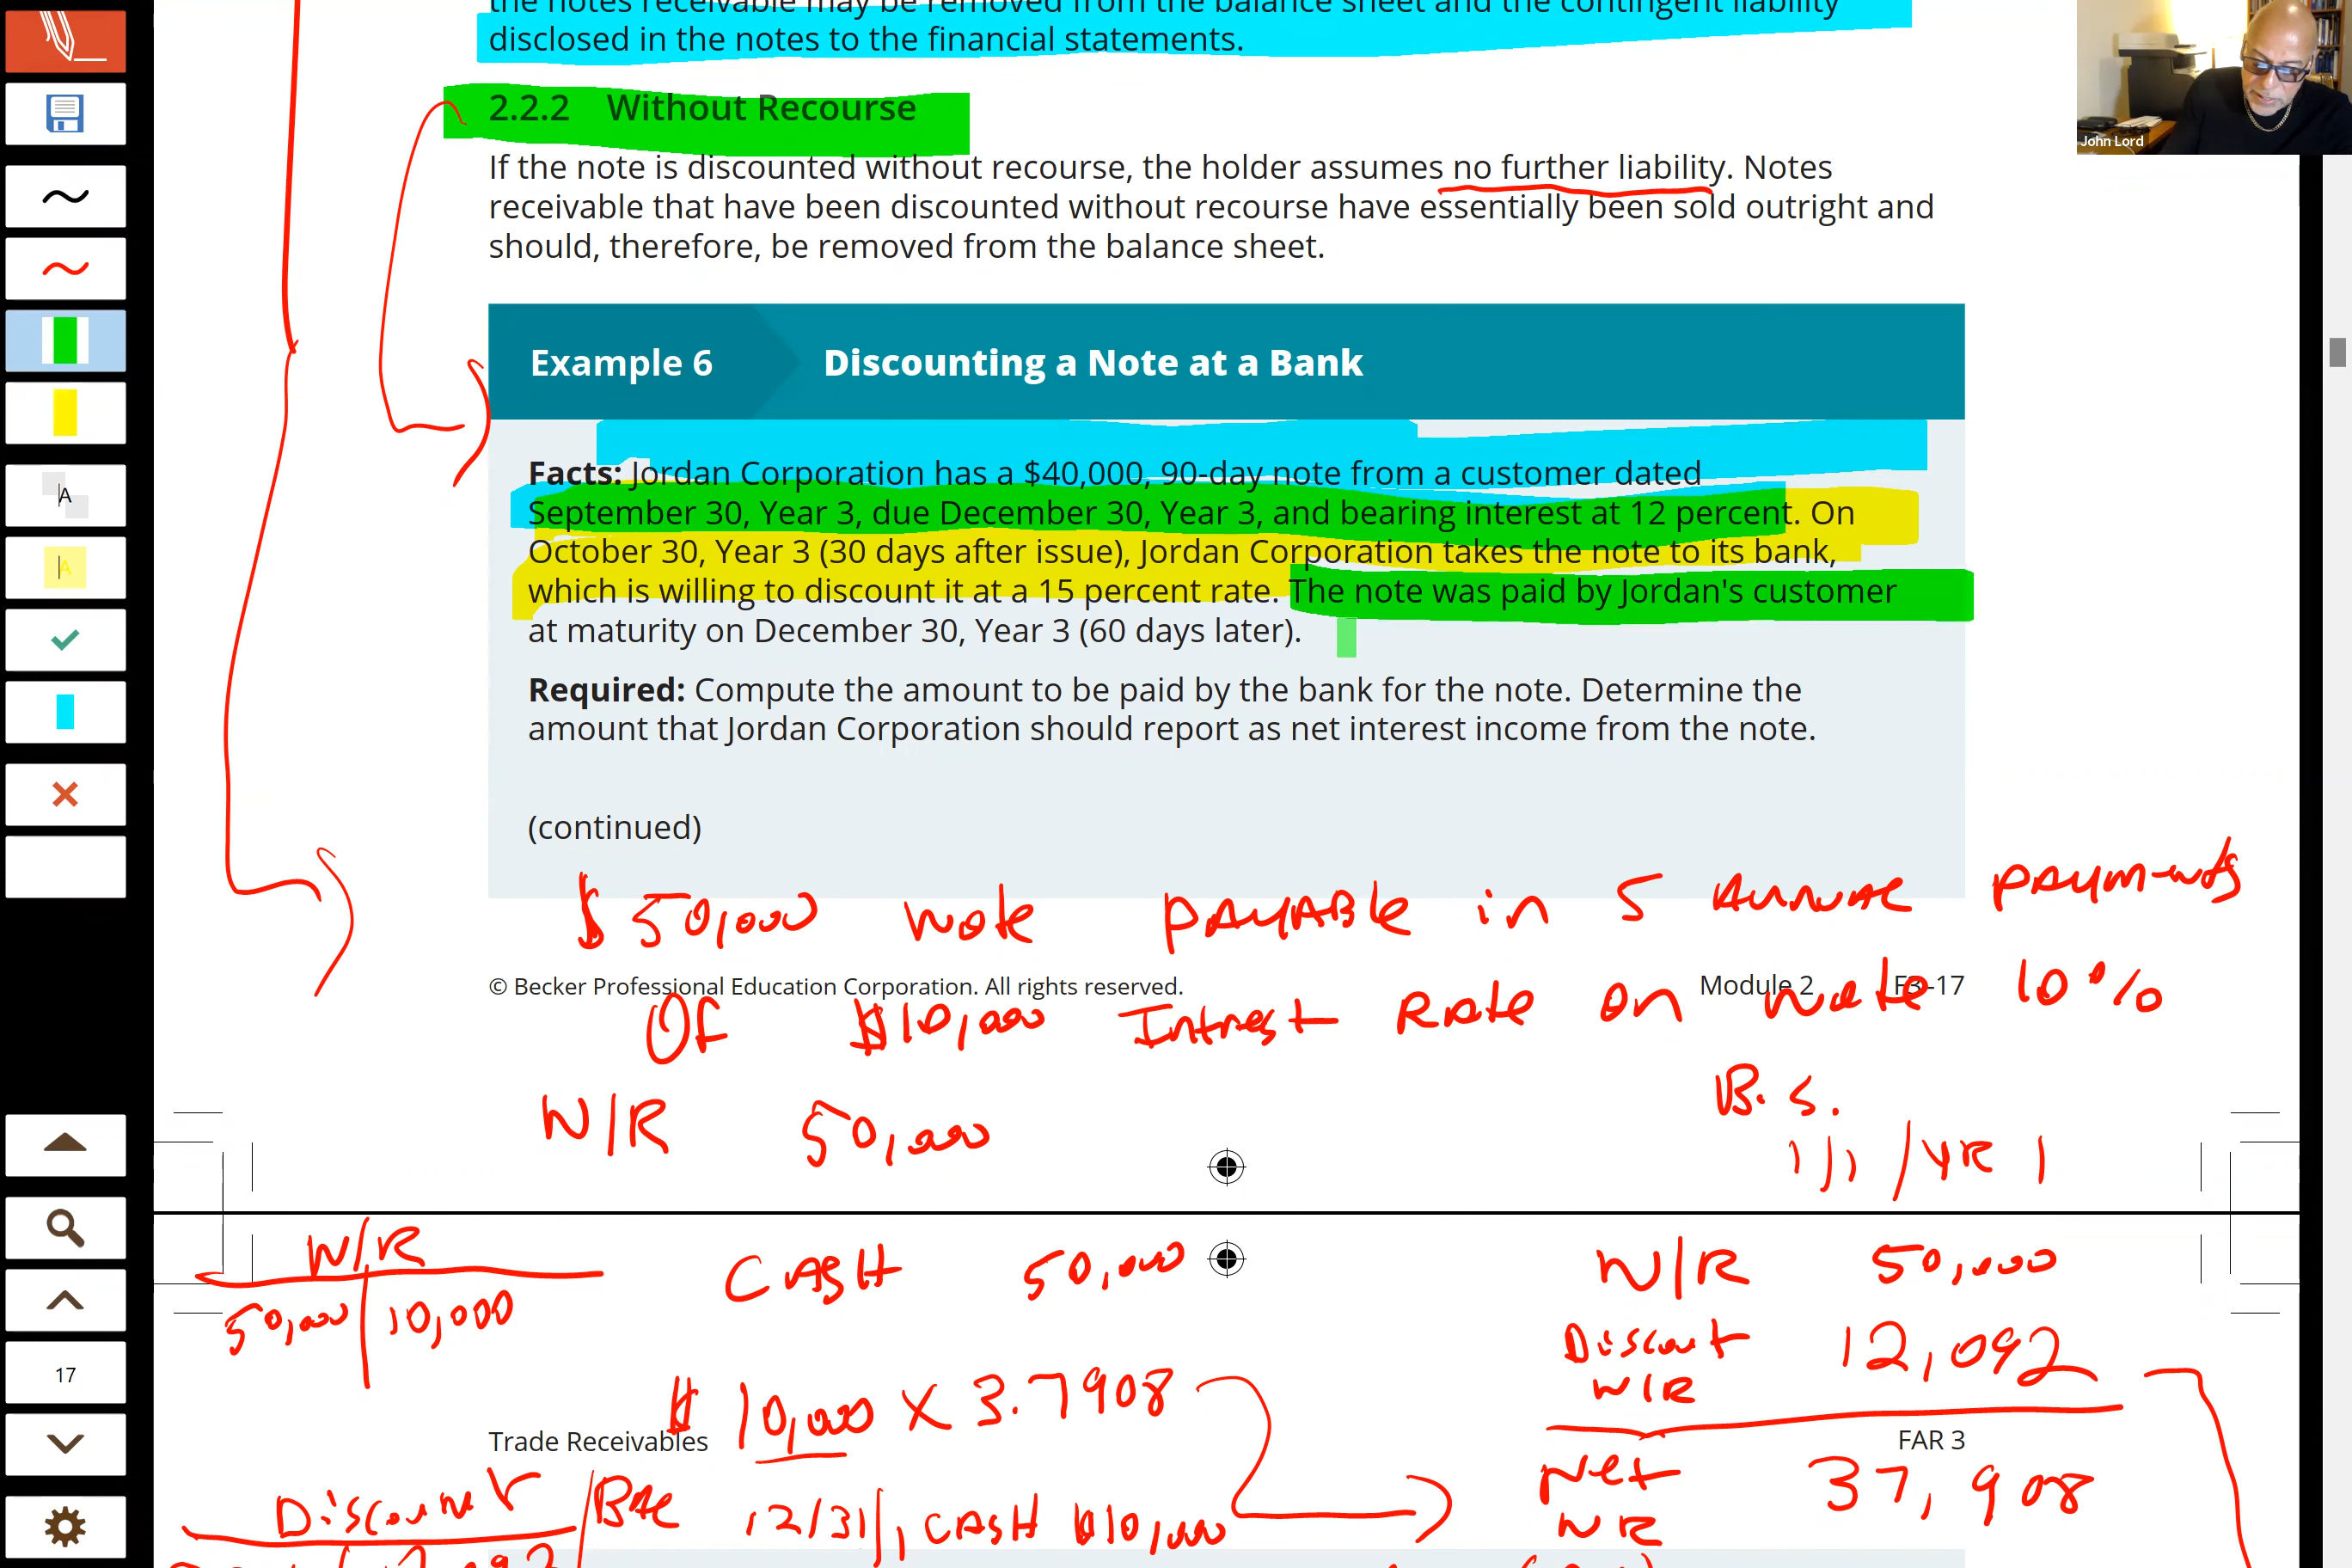 the notes receivable may be removed from the balance sheet and the contingent liability
disclosed in the notes to the financial statements.
John Lord
2.2.2 Without Recourse
If the note is discounted without recourse, the holder assumes no further liability. Notes
receivable that have been discounted without recourse have essentially been sold outright and
should, therefore, be removed from the balance sheet.
Example 6 Discounting a Note at a Bank
Facts: Jordan Corporation has a $40,000, 90-day note from a customer dated
September 30, Year 3, due December 30, Year 3, and bearing interest at 12 percent. On
October 30, Year 3 (30 days after issue), Jordan Corporation takes the note to its bank,
which is willing to discount it at a 15 percent rate. The note was paid by Jordan's customer
at maturity on December 30, Year 3 (60 days later).
Required: Compute the amount to be paid by the bank for the note. Determine the
amount that Jordan Corporation should report as net interest income from the note.
(continued)
$50,000 note payable in 5 Annual payments
© Becker Professional Education Corporation. All rights reserved. Module 2 F3-17
Of $10,000 Intrest Rate on note 10%
B.S.
N/R 50,000
1/1/YR 1
N/R
50,000 10,000
CASH 50,000
N/R 50,000
Discount N/R 12,092
$10,000 X 3.7908
Trade Receivables FAR 3
Net NR 37,908
12/31/1 CASH $10,000
A
A
17